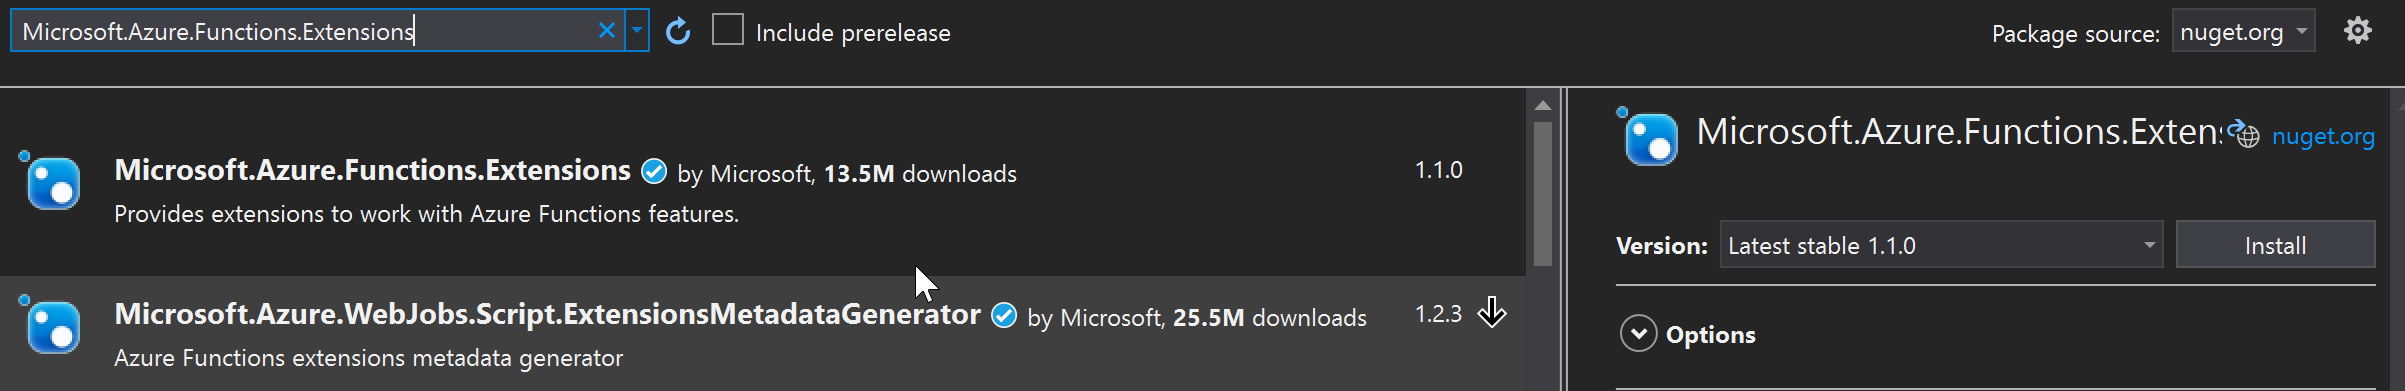 Microsoft.Azure.Functions.Extensions
Include prerelease
Package source: nuget.org
Microsoft.Azure.Functions.Extensions by Microsoft, 13.5M downloads 1.1.0
Provides extensions to work with Azure Functions features.
Microsoft.Azure.WebJobs.Script.ExtensionsMetadataGenerator by Microsoft, 25.5M downloads 1.2.3
Azure Functions extensions metadata generator
Microsoft.Azure.Functions.Exten nuget.org
Version: Latest stable 1.1.0 Install
Options